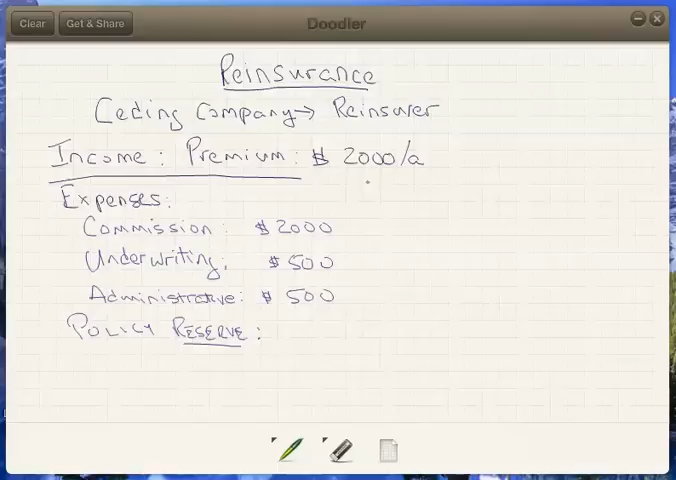 Clear
Get & Share
Doodler
Reinsurance
Ceding Company → Reinsurer
Income: Premium: $ 2000/a
Expenses:
Commission: $ 2000
Underwriting: $ 500
Administrative: $ 500
POLICY RESERVE: